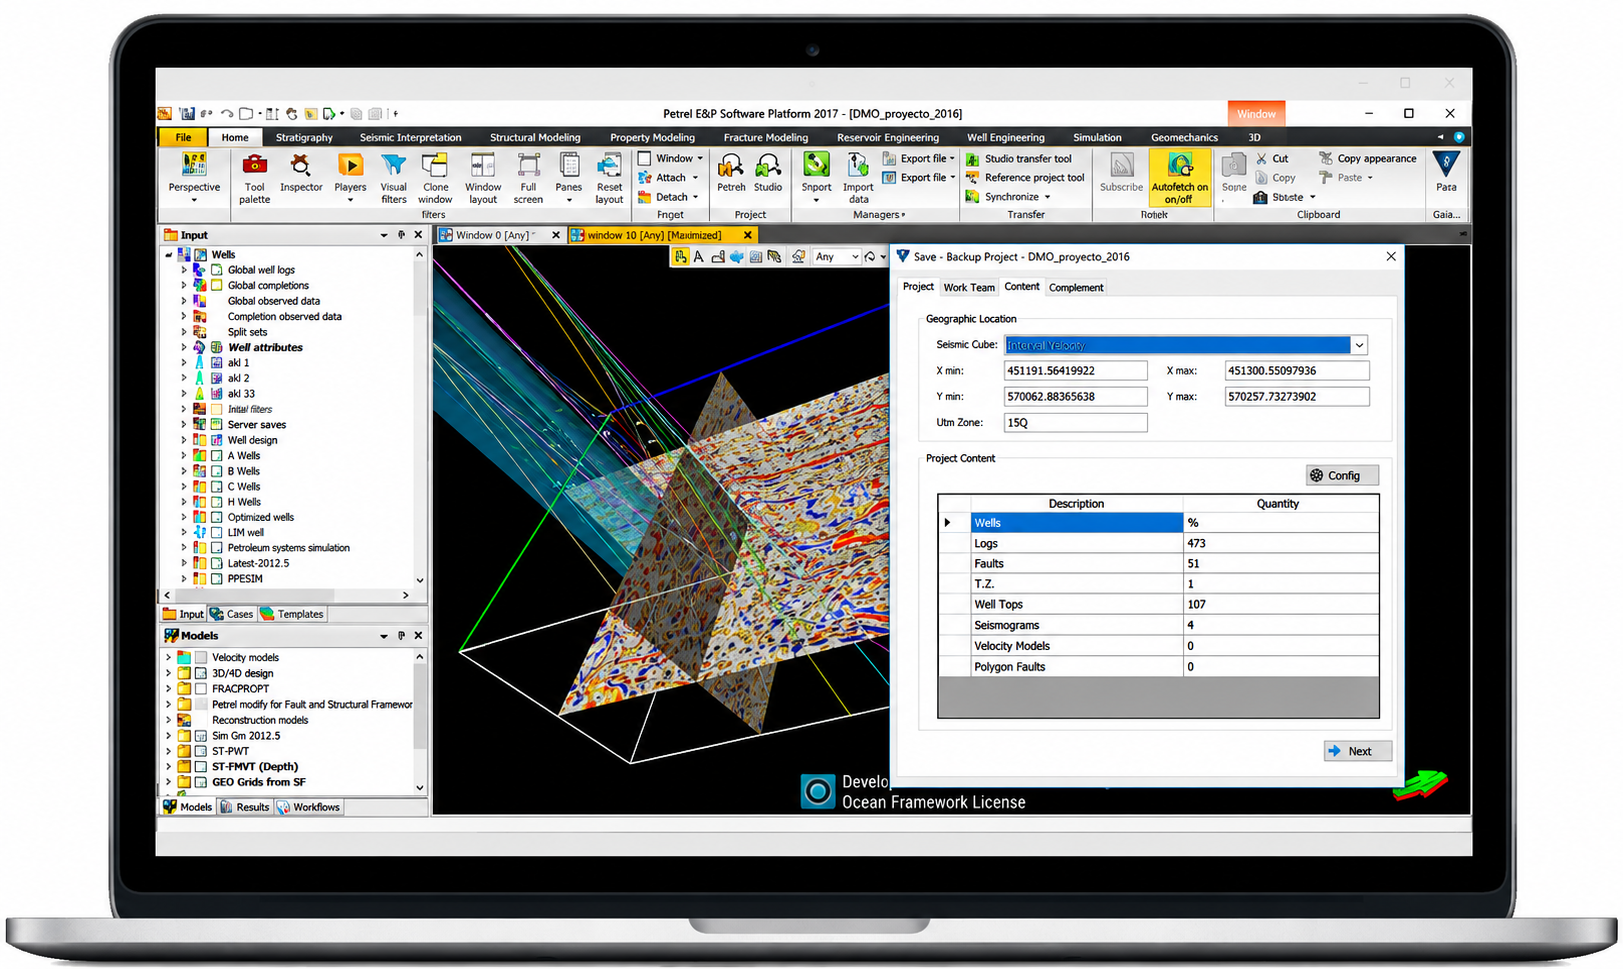 Petrel E&P Software Platform 2017 - [DMO_proyecto_2016]
Window
File Home Stratigraphy Seismic Interpretation Structural Modeling Property Modeling Fracture Modeling Reservoir Engineering Well Engineering Simulation Geomechanics 3D
Perspective
Tool palette
Inspector
Players
Visual filters
Clone window
Window layout
Full screen
Panes
Reset layout
filters
Window
Attach
Detach
Fnget
Petreh
Studio
Project
Snport
Import data
Export file
Export file
Managers
Studio transfer tool
Reference project tool
Synchronize
Transfer
Subscribe
Autofetch on on/off
Some
Cut
Copy
Copy appearance
Paste
Clipboard
Para
Gaia...
Input
Wells
Global well logs
Global completions
Global observed data
Completion observed data
Split sets
Well attributes
akl 1
akl 2
akl 33
Initial filters
Server saves
Well design
A Wells
B Wells
C Wells
H Wells
Optimized wells
LIM well
Petroleum systems simulation
Latest-2012.5
PPESIM
Input Cases Templates
Models
Velocity models
3D/4D design
FRACPROPT
Petrel modify for Fault and Structural Framewor
Reconstruction models
Sim Gm 2012.5
ST-PWT
ST-FMVT (Depth)
GEO Grids from SF
Models Results Workflows
Window 0 [Any]
window 10 [Any] [Maximized]
A
Any
Develo
Ocean Framework License
Save - Backup Project - DMO_proyecto_2016
Project Work Team Content Complement
Geographic Location
Seismic Cube: Interval Yelocity
X min: 451191.56419922 X max: 451300.55097936
Y min: 570062.88365638 Y max: 570257.73273902
Utm Zone: 15Q
Project Content
Config
Description Quantity
Wells %
Logs 473
Faults 51
T.Z. 1
Well Tops 107
Seismograms 4
Velocity Models 0
Polygon Faults 0
Next